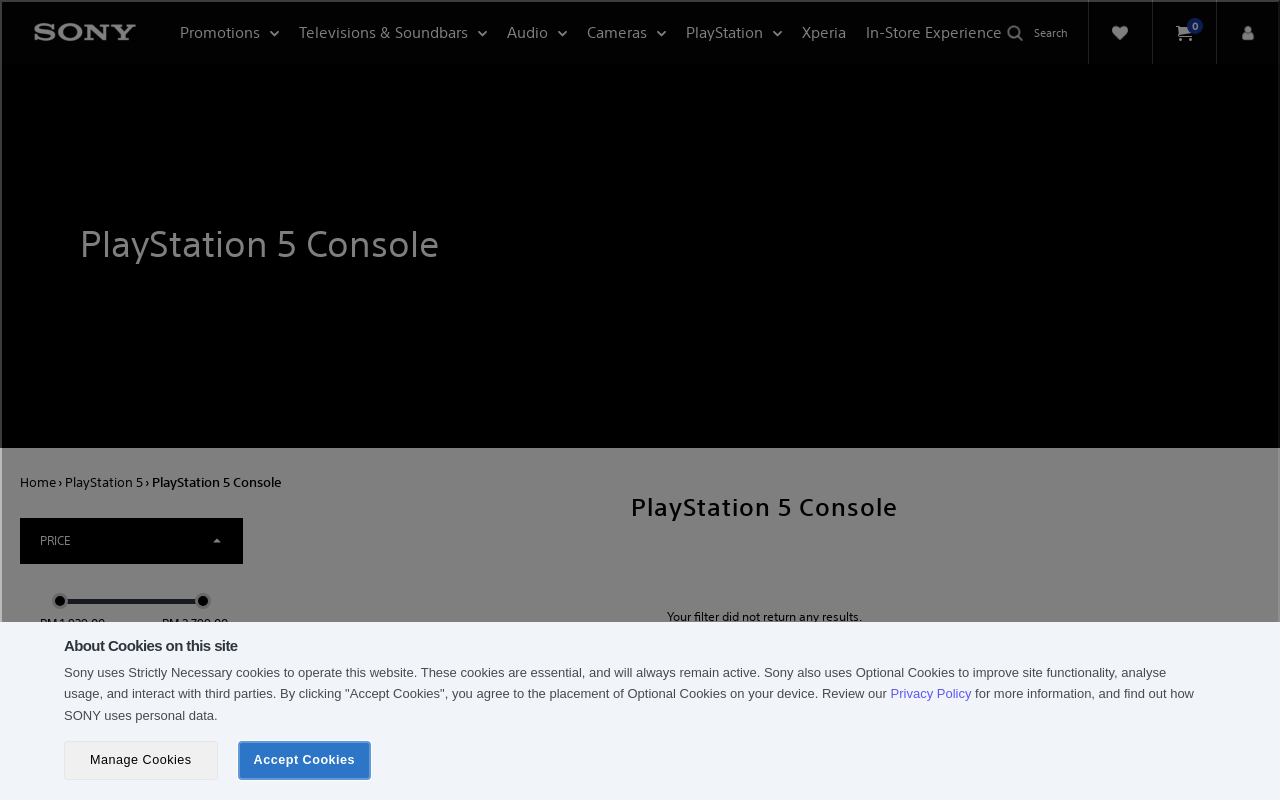 SONY Promotions Televisions & Soundbars Audio Cameras PlayStation Xperia In-Store Experience Search 0
PlayStation 5 Console
Home › PlayStation 5 › PlayStation 5 Console
PlayStation 5 Console
PRICE
Your filter did not return any results.
About Cookies on this site
Sony uses Strictly Necessary cookies to operate this website. These cookies are essential, and will always remain active. Sony also uses Optional Cookies to improve site functionality, analyse
usage, and interact with third parties. By clicking "Accept Cookies", you agree to the placement of Optional Cookies on your device. Review our Privacy Policy for more information, and find out how
SONY uses personal data.
Manage Cookies Accept Cookies